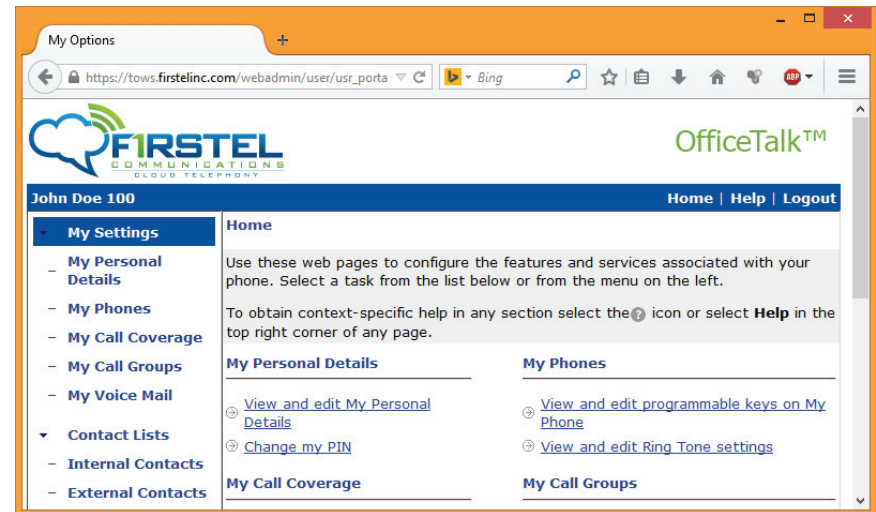 My Options
https://tows.firstelinc.com/webadmin/user/usr_porta
Bing
ABP
F1RSTEL
COMMUNICATIONS
CLOUD TELEPHONY
OfficeTalk™
John Doe 100
Home | Help | Logout
My Settings
My Personal
Details
My Phones
My Call Coverage
My Call Groups
My Voice Mail
Contact Lists
Internal Contacts
External Contacts
Home
Use these web pages to configure the features and services associated with your
phone. Select a task from the list below or from the menu on the left.
To obtain context-specific help in any section select the ? icon or select Help in the
top right corner of any page.
My Personal Details
View and edit My Personal
Details
Change my PIN
My Phones
View and edit programmable keys on My
Phone
View and edit Ring Tone settings
My Call Coverage
My Call Groups